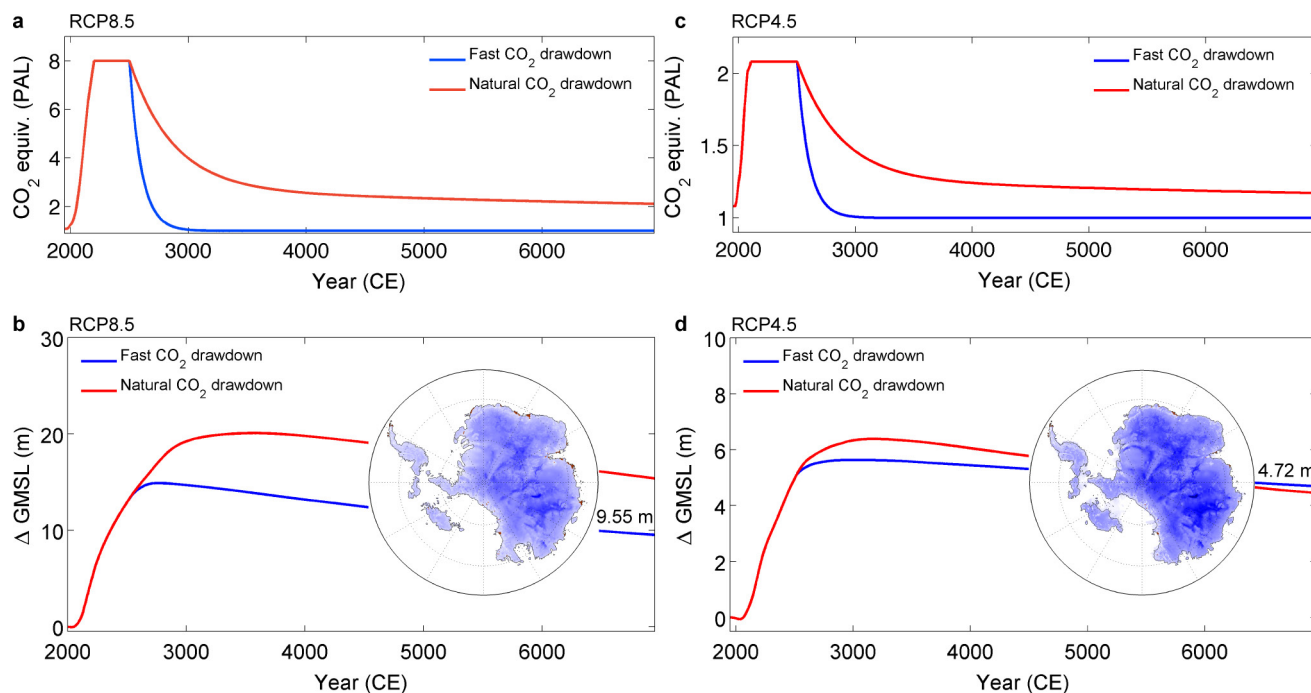 a RCP8.5
Fast CO₂ drawdown
Natural CO₂ drawdown
CO₂ equiv. (PAL)
8
6
4
2
2000 3000 4000 5000 6000
Year (CE)
c RCP4.5
Fast CO₂ drawdown
Natural CO₂ drawdown
CO₂ equiv. (PAL)
2
1.5
1
2000 3000 4000 5000 6000
Year (CE)
b RCP8.5
Fast CO₂ drawdown
Natural CO₂ drawdown
Δ GMSL (m)
30
20
10
0
9.55 m
2000 3000 4000 5000 6000
Year (CE)
d RCP4.5
Fast CO₂ drawdown
Natural CO₂ drawdown
Δ GMSL (m)
10
8
6
4
2
0
4.72 m
2000 3000 4000 5000 6000
Year (CE)